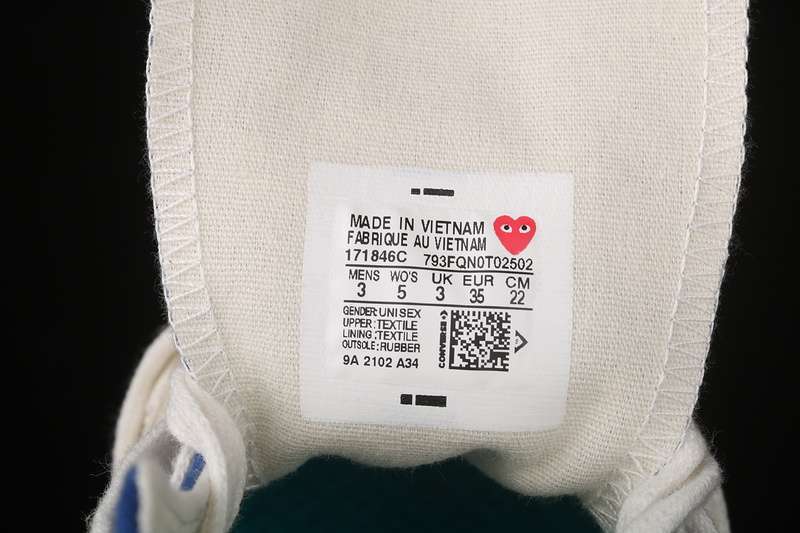 MADE IN VIETNAM
FABRIQUE AU VIETNAM
171846C 793FQN0T02502
MENS WO'S UK EUR CM
3 5 3 35 22
GENDER:UNISEX
UPPER:TEXTILE
LINING:TEXTILE
OUTSOLE:RUBBER
9A 2102 A34
CONVERSE